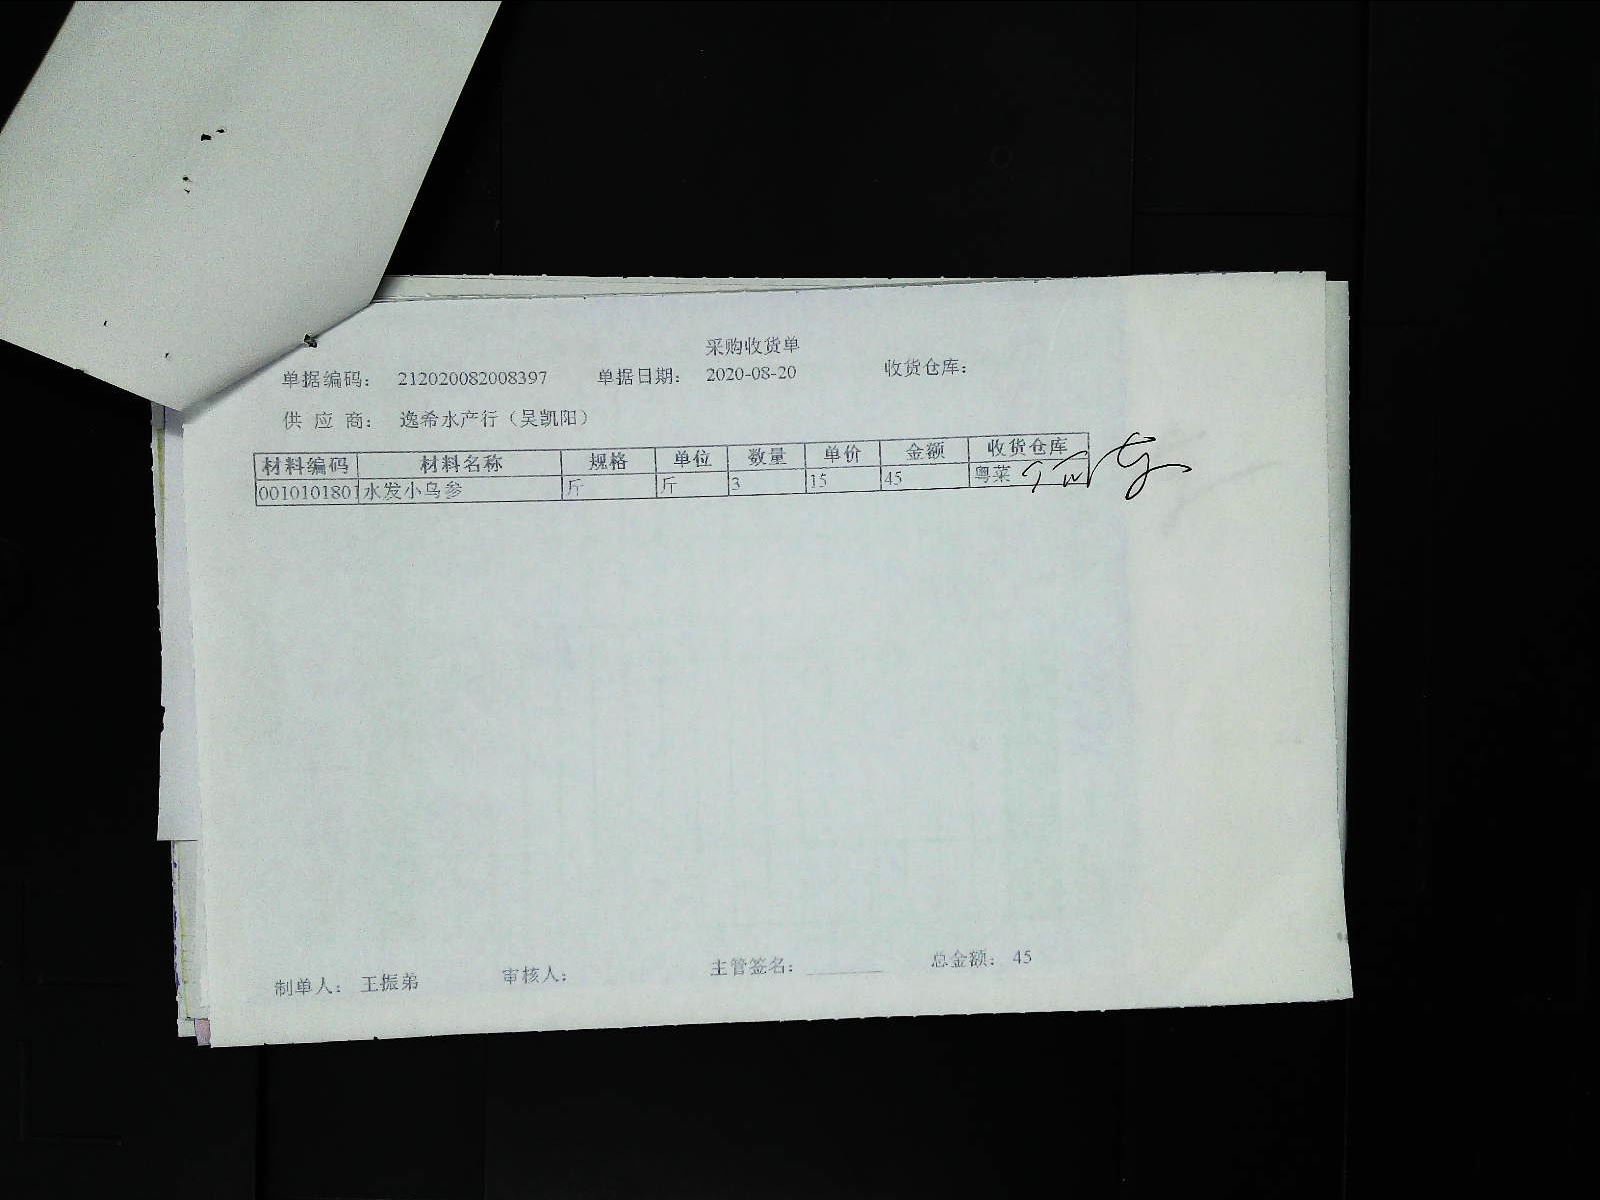 采购收货单
单据编码： 212020082008397 单据日期： 2020-08-20 收货仓库：
供 应 商： 逸希水产行（吴凯阳）
材料编码 材料名称 规格 单位 数量 单价 金额 收货仓库
0010101801 水发小乌参 斤 斤 3 15 45 粤菜
制单人： 王振弟 审核人： 主管签名： ________ 总金额： 45